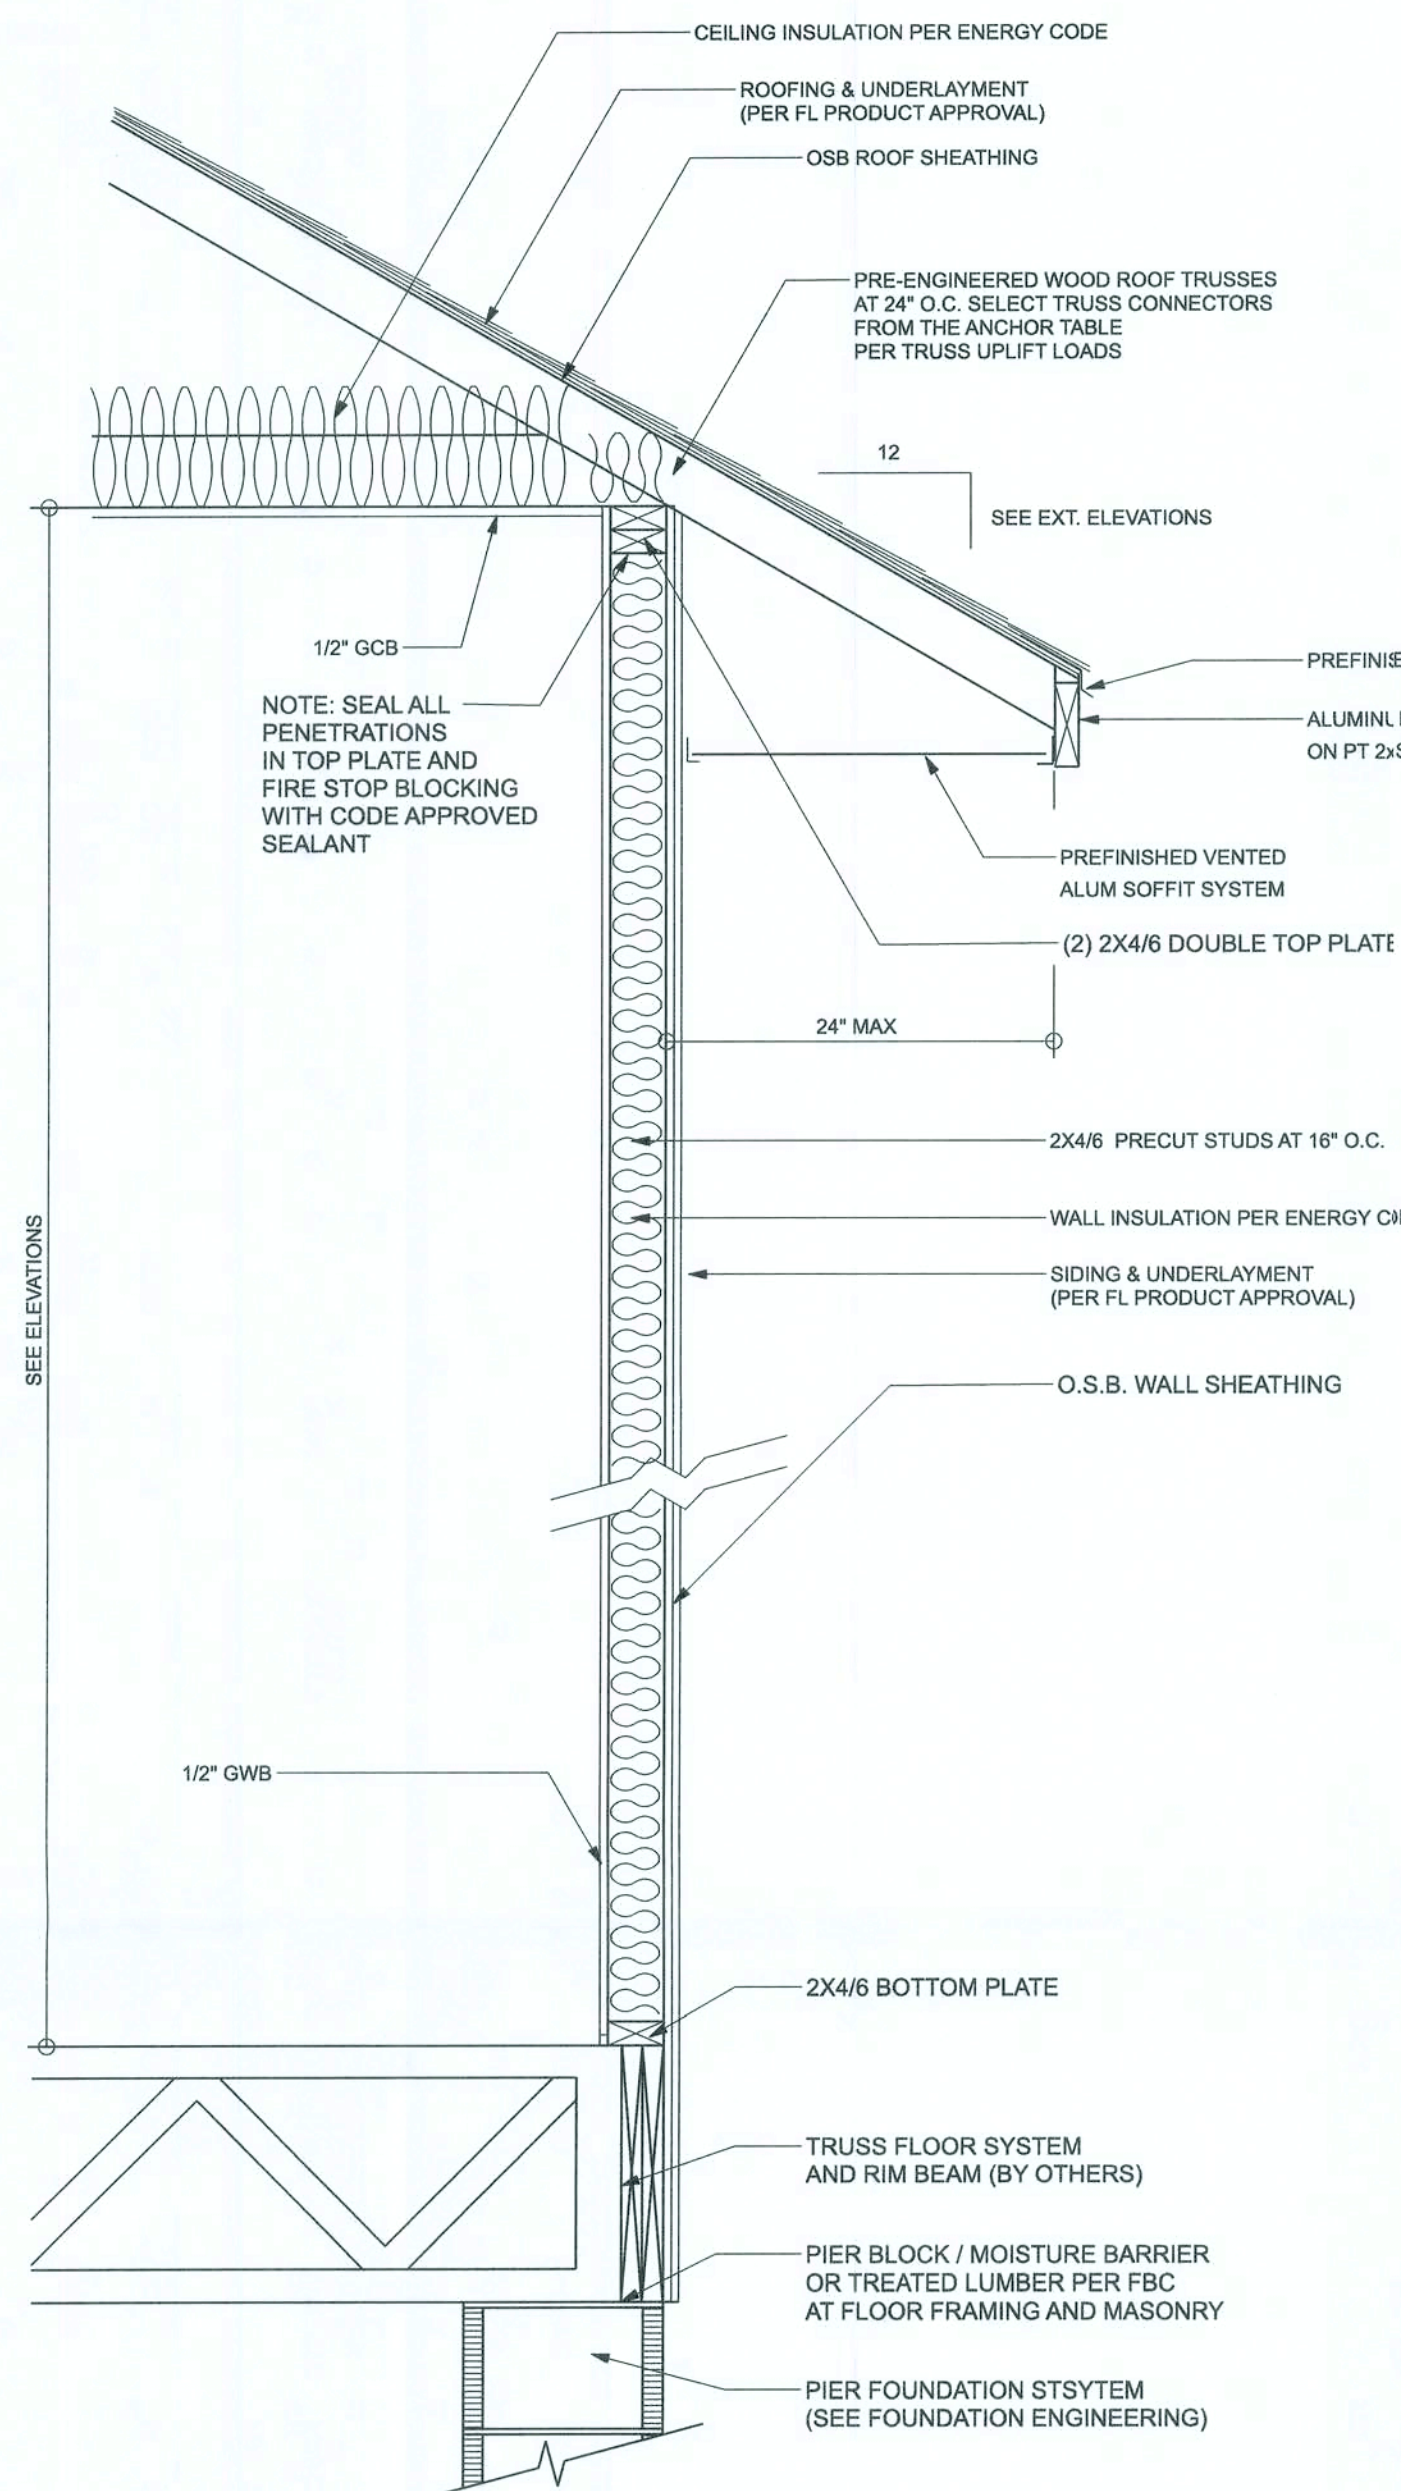 CEILING INSULATION PER ENERGY CODE
ROOFING & UNDERLAYMENT
(PER FL PRODUCT APPROVAL)
OSB ROOF SHEATHING
PRE-ENGINEERED WOOD ROOF TRUSSES
AT 24" O.C. SELECT TRUSS CONNECTORS
FROM THE ANCHOR TABLE
PER TRUSS UPLIFT LOADS
12
SEE EXT. ELEVATIONS
1/2" GCB
NOTE: SEAL ALL
PENETRATIONS
IN TOP PLATE AND
FIRE STOP BLOCKING
WITH CODE APPROVED
SEALANT
ON PT
PREFINISHED VENTED
ALUM SOFFIT SYSTEM
(2) 2X4/6 DOUBLE TOP PLATE
24" MAX
2X4/6 PRECUT STUDS AT 16" O.C.
WALL INSULATION PER ENERGY
SIDING & UNDERLAYMENT
(PER FL PRODUCT APPROVAL)
SEE ELEVATIONS
O.S.B. WALL SHEATHING
1/2" GWB
2X4/6 BOTTOM PLATE
TRUSS FLOOR SYSTEM
AND RIM BEAM (BY OTHERS)
PIER BLOCK / MOISTURE BARRIER
OR TREATED LUMBER PER FBC
AT FLOOR FRAMING AND MASONRY
PIER FOUNDATION STSYTEM
(SEE FOUNDATION ENGINEERING)